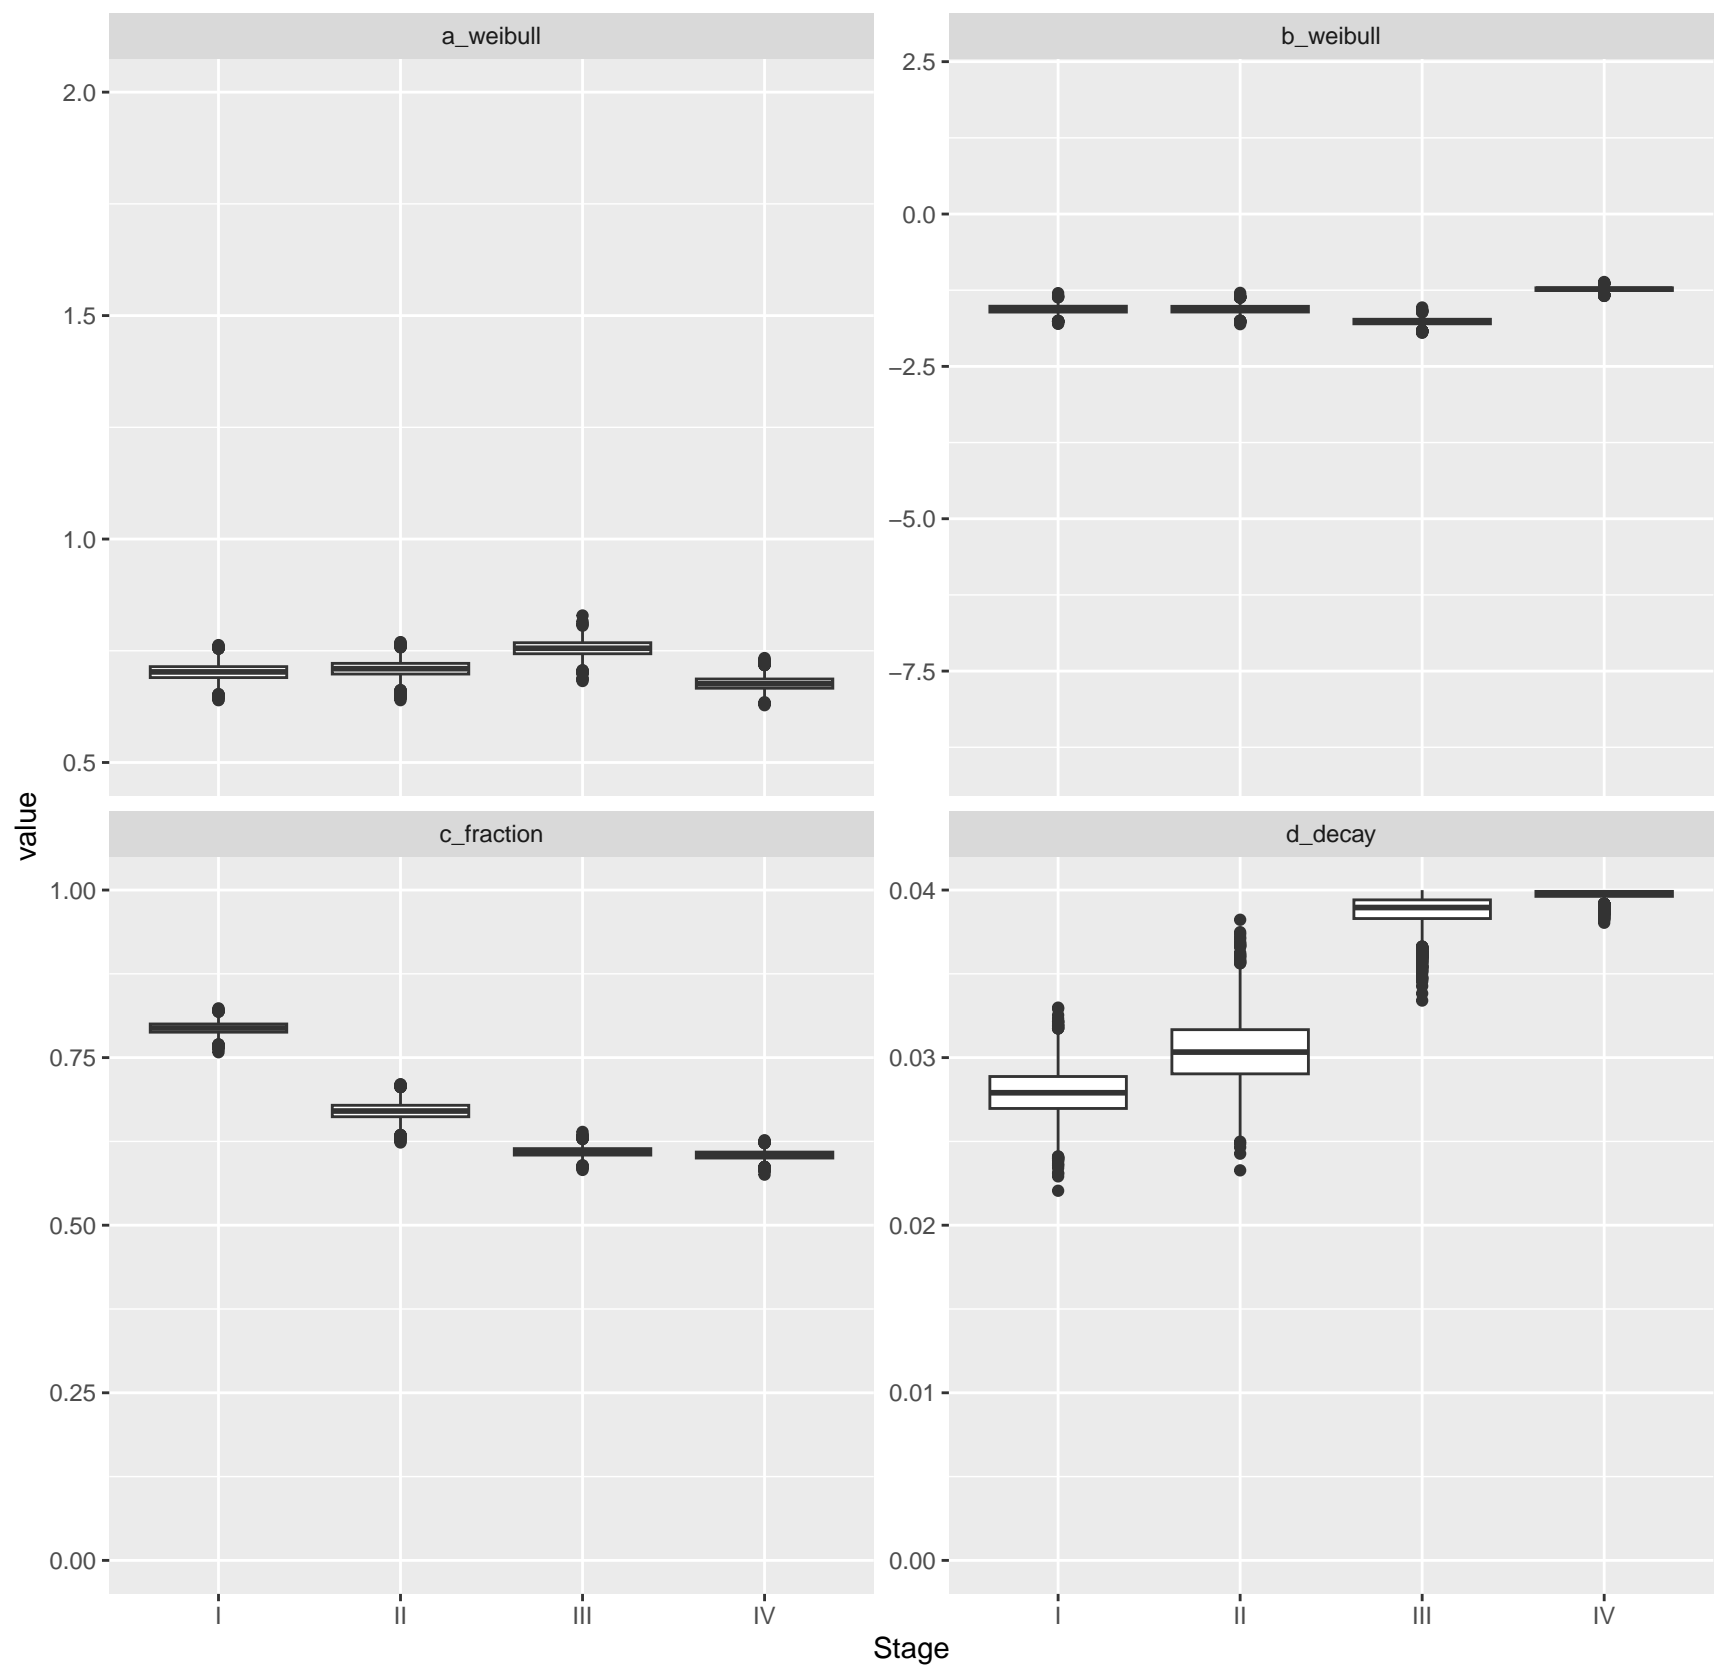 a_weibull
b_weibull
2.0
1.5
1.0
0.5
2.5
0.0
−2.5
−5.0
−7.5
value
c_fraction
d_decay
1.00
0.75
0.50
0.25
0.00
0.04
0.03
0.02
0.01
0.00
I II III IV
I II III IV
Stage